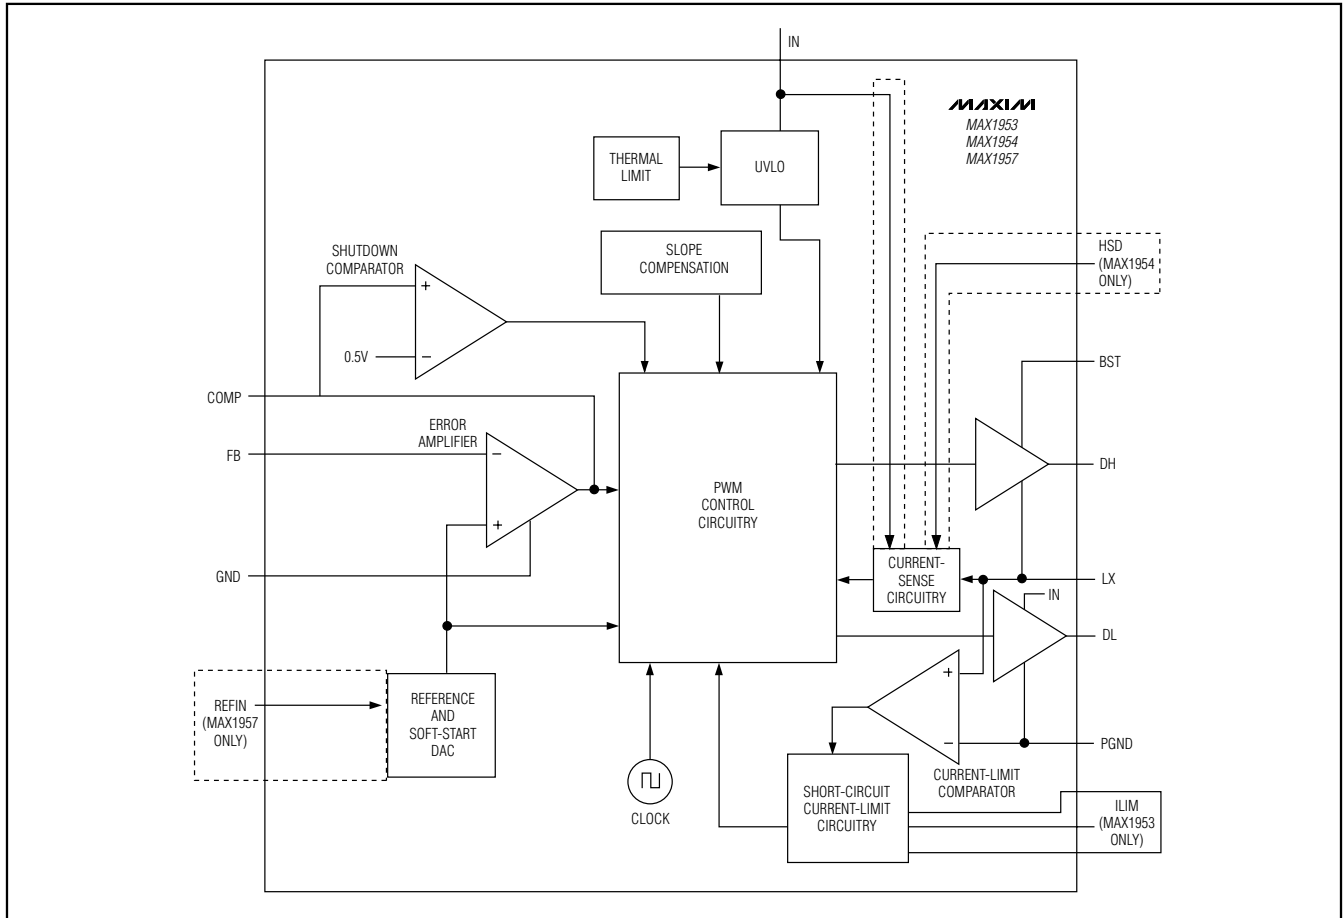 IN
MAXIM
MAX1953
MAX1954
MAX1957
THERMAL
LIMIT
UVLO
HSD
(MAX1954
ONLY)
SHUTDOWN
COMPARATOR
SLOPE
COMPENSATION
+
0.5V
−
BST
COMP
ERROR
AMPLIFIER
FB
−
DH
PWM
CONTROL
CIRCUITRY
+
GND
CURRENT-
SENSE
CIRCUITRY
LX
IN
DL
+
REFIN
(MAX1957
ONLY)
REFERENCE
AND
SOFT-START
DAC
−
PGND
CURRENT-LIMIT
COMPARATOR
CLOCK
SHORT-CIRCUIT
CURRENT-LIMIT
CIRCUITRY
ILIM
(MAX1953
ONLY)